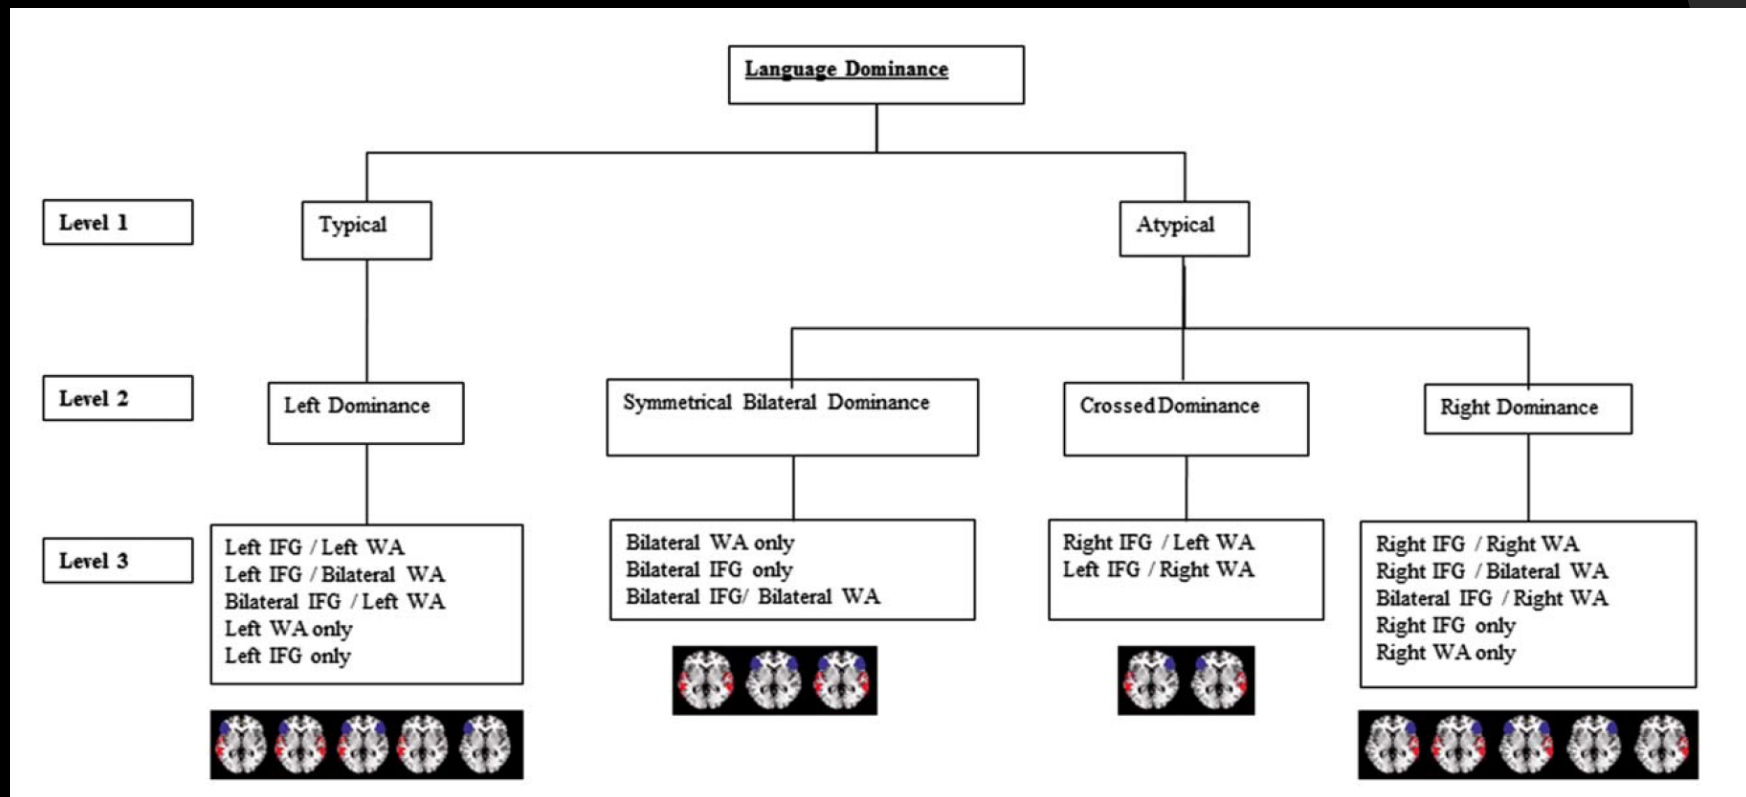 Language Dominance
Level 1
Typical
Atypical
Level 2
Left Dominance
Symmetrical Bilateral Dominance
Crossed Dominance
Right Dominance
Level 3
Left IFG / Left WA
Left IFG / Bilateral WA
Bilateral IFG / Left WA
Left WA only
Left IFG only
Bilateral WA only
Bilateral IFG only
Bilateral IFG/ Bilateral WA
Right IFG / Left WA
Left IFG / Right WA
Right IFG / Right WA
Right IFG / Bilateral WA
Bilateral IFG / Right WA
Right IFG only
Right WA only